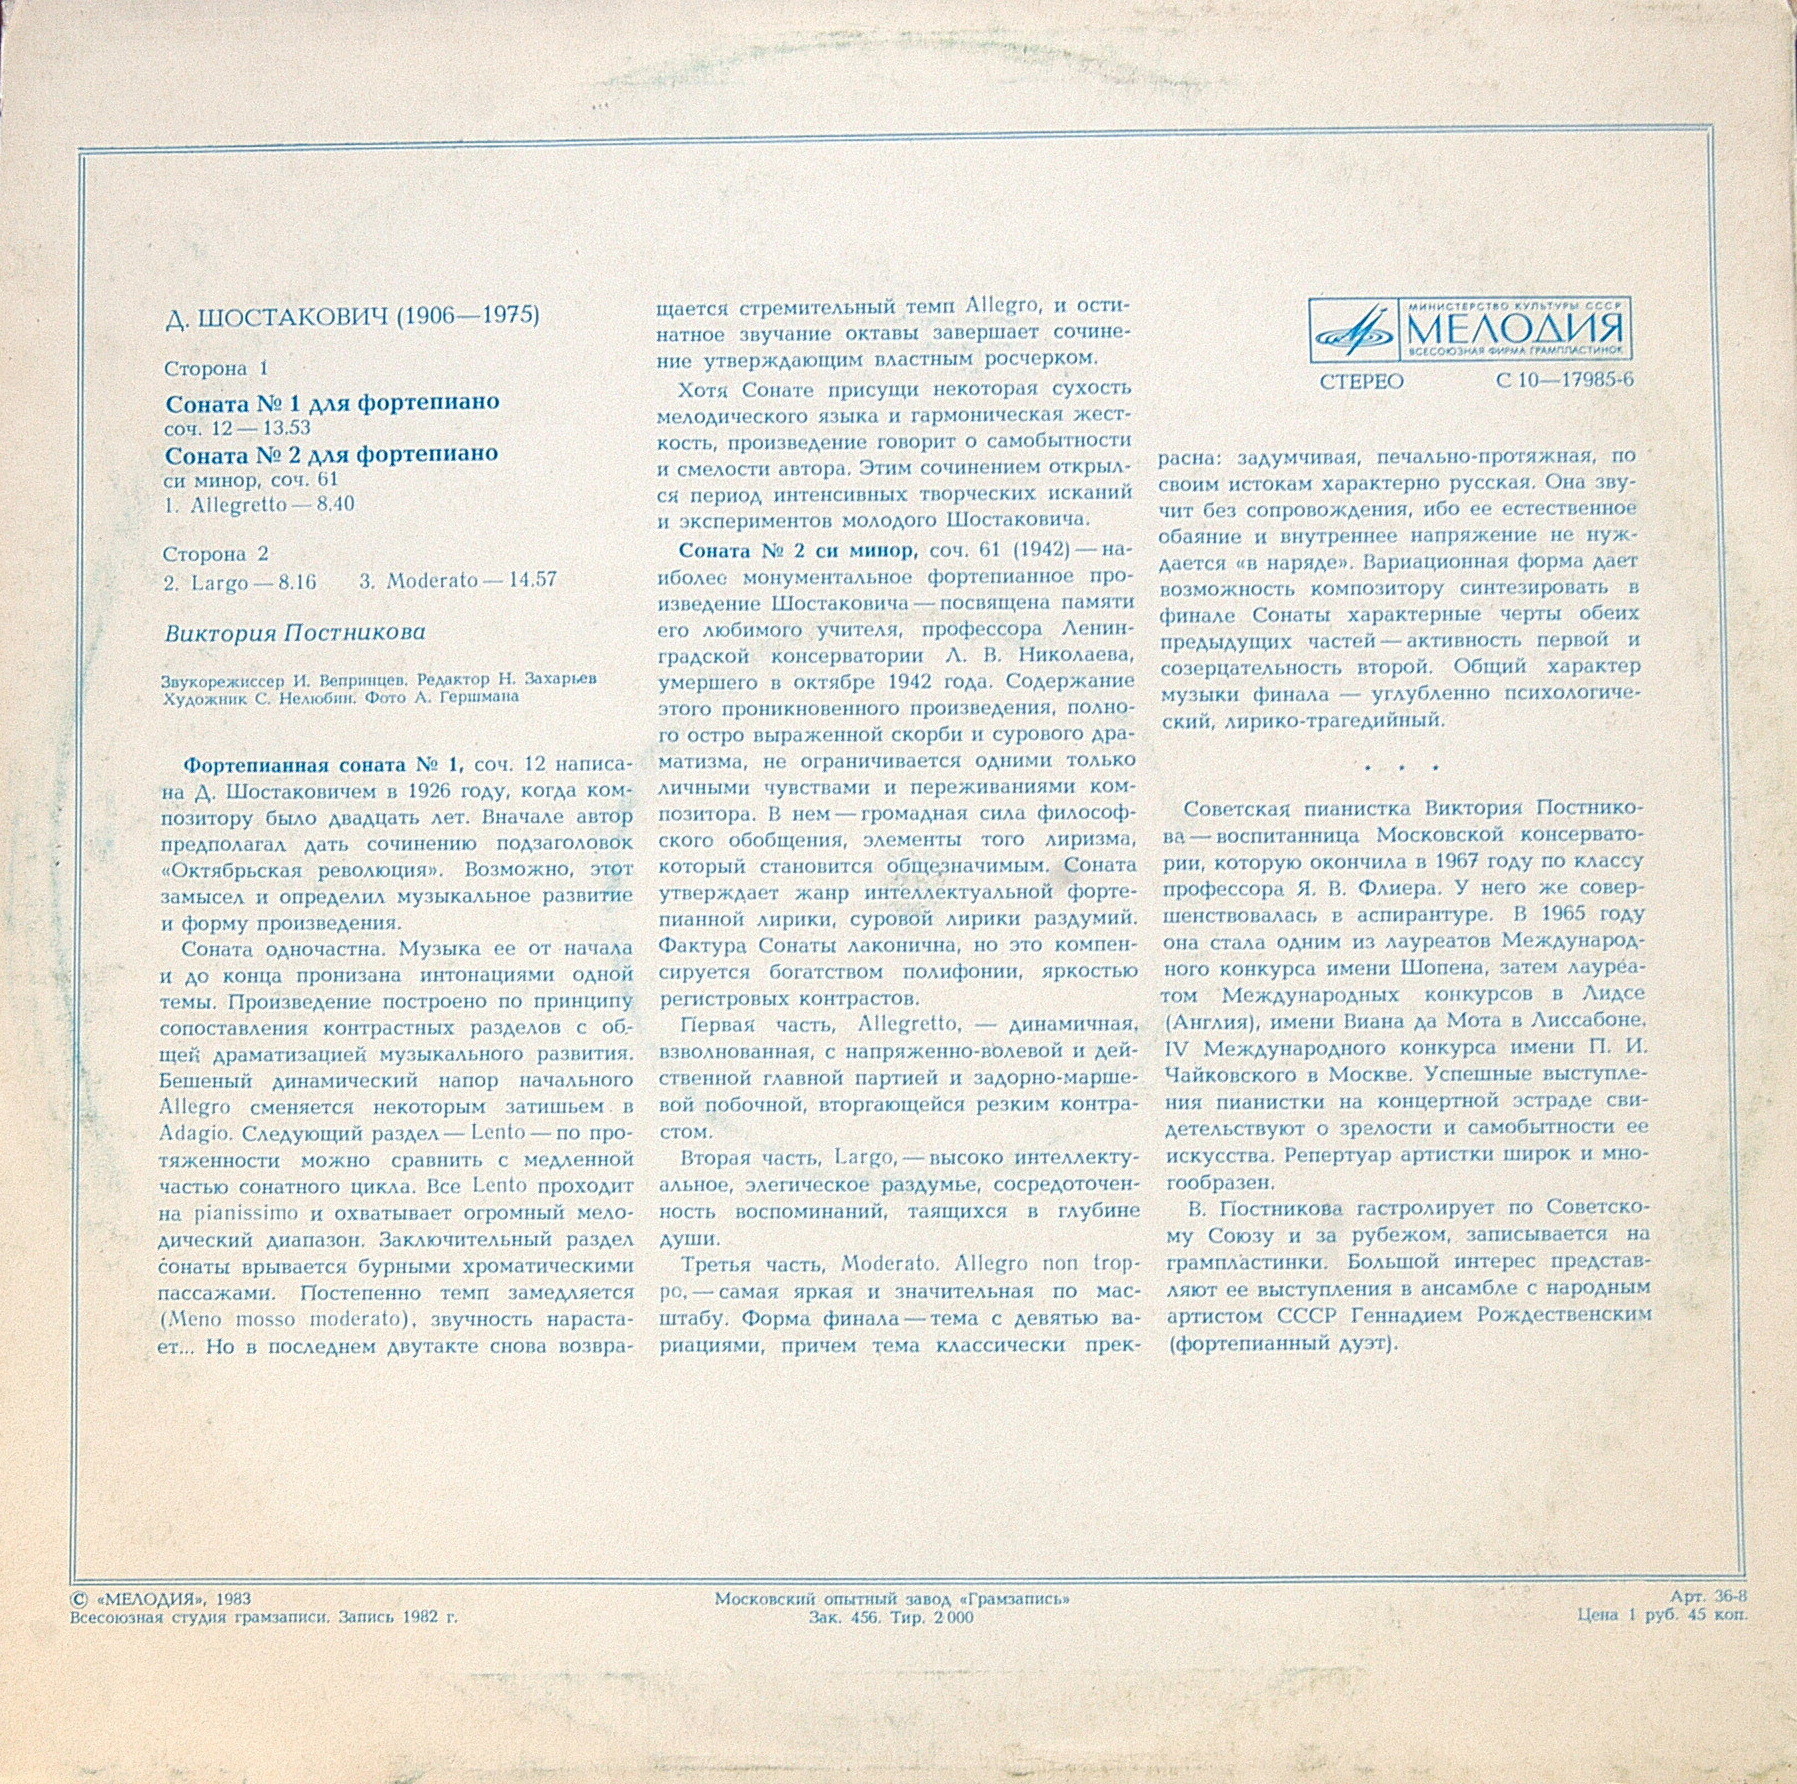 Д. ШОСТАКОВИЧ (1906—1975)
Сторона 1
Соната № 1 для фортепиано
соч. 12 — 13.53
Соната № 2 для фортепиано
си минор, соч. 61
1. Allegretto — 8.40
Сторона 2
2. Largo — 8.16 3. Moderato — 14.57
Виктория Постникова
Звукорежиссер И. Вепринцев. Редактор Н. Захарьев
Художник С. Нелюбин. Фото А. Гершмана
Фортепианная соната № 1, соч. 12 написа-
на Д. Шостаковичем в 1926 году, когда ком-
позитору было двадцать лет. Вначале автор
предполагал дать сочинению подзаголовок
«Октябрьская революция». Возможно, этот
замысел и определил музыкальное развитие
и форму произведения.
Соната одночастна. Музыка ее от начала
и до конца пронизана интонациями одной
темы. Произведение построено по принципу
сопоставления контрастных разделов с об-
щей драматизацией музыкального развития.
Бешеный динамический напор начального
Allegro сменяется некоторым затишьем в
Adagio. Следующий раздел — Lento — по про-
тяженности можно сравнить с медленной
частью сонатного цикла. Все Lento проходит
на pianissimo и охватывает огромный мело-
дический диапазон. Заключительный раздел
сонаты врывается бурными хроматическими
пассажами. Постепенно темп замедляется
(Meno mosso moderato), звучность нараста-
ет... Но в последнем двутакте снова возвра-
щается стремительный темп Allegro, и ости-
натное звучание октавы завершает сочине-
ние утверждающим властным росчерком.
Хотя Сонате присущи некоторая сухость
мелодического языка и гармоническая жест-
кость, произведение говорит о самобытности
и смелости автора. Этим сочинением открыл-
ся период интенсивных творческих исканий
и экспериментов молодого Шостаковича.
Соната № 2 си минор, соч. 61 (1942) — на-
иболее монументальное фортепианное про-
изведение Шостаковича — посвящена памяти
его любимого учителя, профессора Ленин-
градской консерватории Л. В. Николаева,
умершего в октябре 1942 года. Содержание
этого проникновенного произведения, полно-
го остро выраженной скорби и сурового дра-
матизма, не ограничивается одними только
личными чувствами и переживаниями ком-
позитора. В нем — громадная сила философ-
ского обобщения, элементы того лиризма,
который становится общезначимым. Соната
утверждает жанр интеллектуальной форте-
пианной лирики, суровой лирики раздумий.
Фактура Сонаты лаконична, но это компен-
сируется богатством полифонии, яркостью
регистровых контрастов.
Первая часть, Allegretto, — динамичная,
взволнованная, с напряженно-волевой и дей-
ственной главной партией и задорно-марше-
вой побочной, вторгающейся резким контра-
стом.
Вторая часть, Largo, — высоко интеллекту-
альное, элегическое раздумье, сосредоточен-
ность воспоминаний, таящихся в глубине
души.
Третья часть, Moderato. Allegro non trop-
po, — самая яркая и значительная по мас-
штабу. Форма финала — тема с девятью ва-
риациями, причем тема классически прек-
МИНИСТЕРСТВО КУЛЬТУРЫ СССР
МЕЛОДИЯ
ВСЕСОЮЗНАЯ ФИРМА ГРАМПЛАСТИНОК
СТЕРЕО С 10—17985-6
расна: задумчивая, печально-протяжная, по
своим истокам характерно русская. Она зву-
чит без сопровождения, ибо ее естественное
обаяние и внутреннее напряжение не нуж-
дается «в наряде». Вариационная форма дает
возможность композитору синтезировать в
финале Сонаты характерные черты обеих
предыдущих частей — активность первой и
созерцательность второй. Общий характер
музыки финала — углубленно психологиче-
ский, лирико-трагедийный.
. . .
Советская пианистка Виктория Постнико-
ва — воспитанница Московской консервато-
рии, которую окончила в 1967 году по классу
профессора Я. В. Флиера. У него же совер-
шенствовалась в аспирантуре. В 1965 году
она стала одним из лауреатов Международ-
ного конкурса имени Шопена, затем лауреа-
том Международных конкурсов в Лидсе
(Англия), имени Виана да Мота в Лиссабоне,
IV Международного конкурса имени П. И.
Чайковского в Москве. Успешные выступле-
ния пианистки на концертной эстраде сви-
детельствуют о зрелости и самобытности ее
искусства. Репертуар артистки широк и мно-
гообразен.
В. Постникова гастролирует по Советско-
му Союзу и за рубежом, записывается на
грампластинки. Большой интерес представ-
ляют ее выступления в ансамбле с народным
артистом СССР Геннадием Рождественским
(фортепианный дуэт).
© «МЕЛОДИЯ», 1983
Всесоюзная студия грамзаписи. Запись 1982 г.
Московский опытный завод «Грамзапись»
Зак. 456. Тир. 2 000
Арт. 36-8
Цена 1 руб. 45 коп.